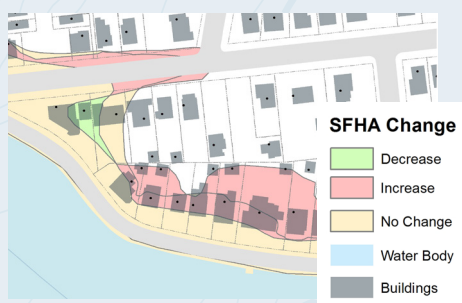 SFHA Change
Decrease
Increase
No Change
Water Body
Buildings